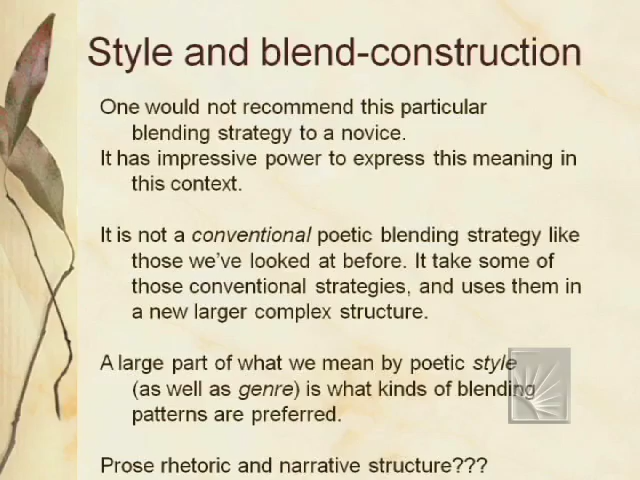 Style and blend-construction
One would not recommend this particular
blending strategy to a novice.
It has impressive power to express this meaning in
this context.
It is not a conventional poetic blending strategy like
those we've looked at before. It take some of
those conventional strategies, and uses them in
a new larger complex structure.
A large part of what we mean by poetic style
(as well as genre) is what kinds of blending
patterns are preferred.
Prose rhetoric and narrative structure???